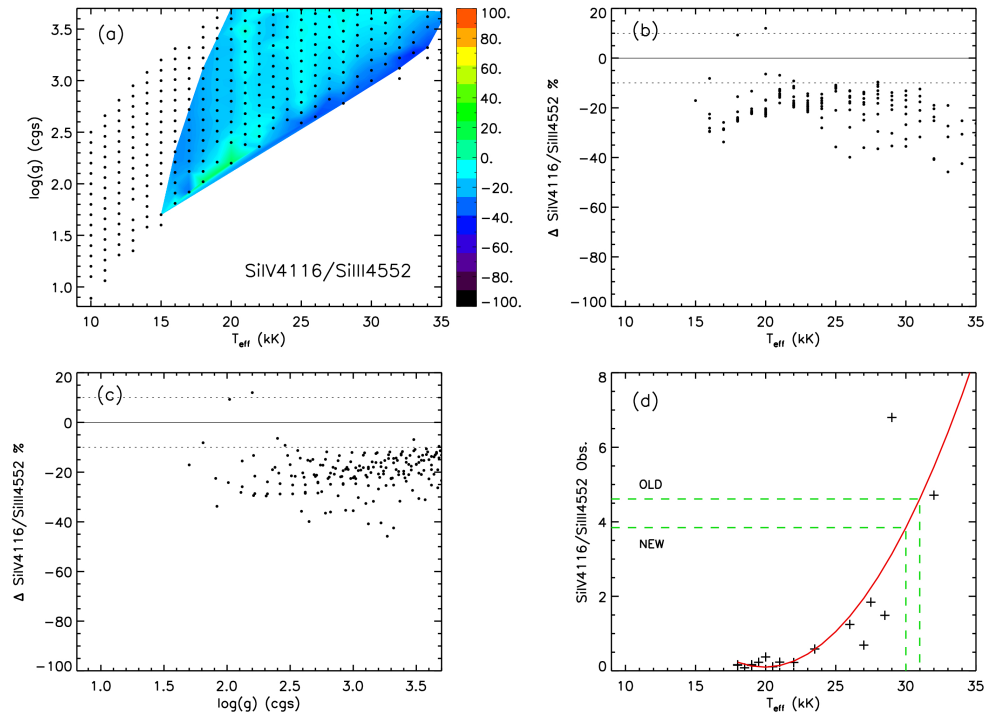 (a)
3.5
3.0
2.5
2.0
1.5
1.0
log(g) (cgs)
10 15 20 25 30 35
T_eff (kK)
SiIV4116/SiIII4552
100.
80.
60.
40.
20.
0.
-20.
-40.
-60.
-80.
-100.
(b)
20
0
-20
-40
-60
-80
-100
Δ SiIV4116/SiIII4552 %
10 15 20 25 30 35
T_eff (kK)
(c)
20
0
-20
-40
-60
-80
-100
Δ SiIV4116/SiIII4552 %
1.0 1.5 2.0 2.5 3.0 3.5
log(g) (cgs)
(d)
8
6
4
2
0
SiIV4116/SiIII4552 Obs.
OLD
NEW
10 15 20 25 30 35
T_eff (kK)